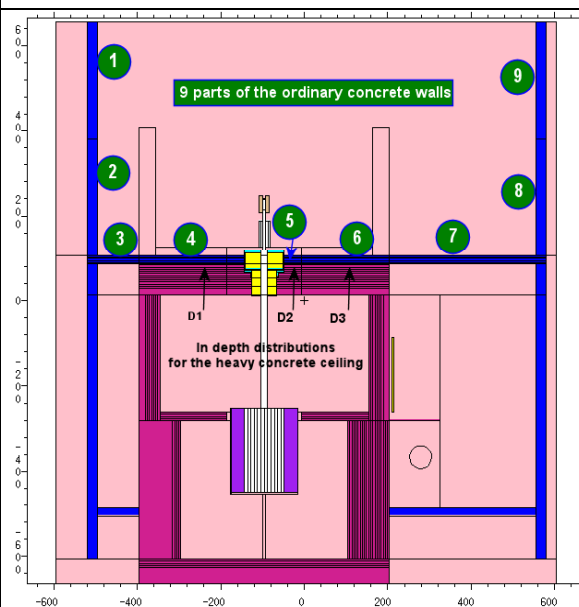 600
1
9
9 parts of the ordinary concrete walls
400
2
8
200
3
4
5
6
7
0
D1
D2
D3
In depth distributions
for the heavy concrete ceiling
−200
−400
−600
−600 −400 −200 0 200 400 600